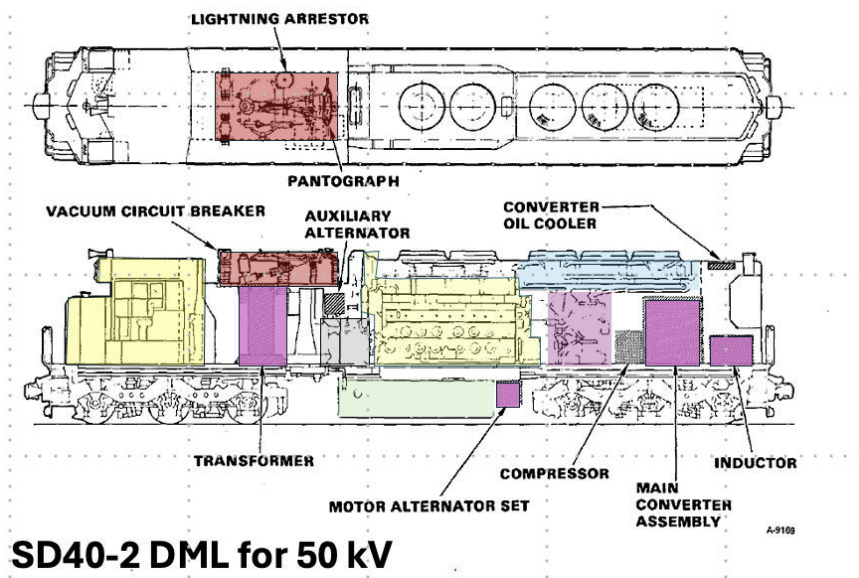 LIGHTNING ARRESTOR
PANTOGRAPH
VACUUM CIRCUIT BREAKER
AUXILIARY
ALTERNATOR
CONVERTER
OIL COOLER
TRANSFORMER
MOTOR ALTERNATOR SET
COMPRESSOR
MAIN
CONVERTER
ASSEMBLY
INDUCTOR
A-9169
SD40-2 DML for 50 kV